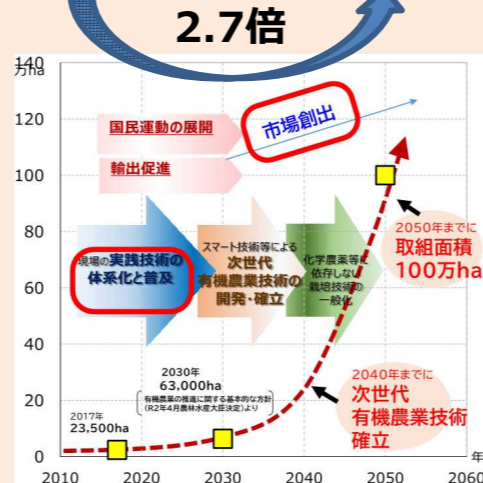 2.7倍
140
万ha
120
100
80
60
40
20
0
国民運動の展開
輸出促進
市場創出
現場の実践技術の
体系化と普及
スマート技術等による
次世代
有機農業技術の
開発・確立
化学農薬等に
依存しない
栽培技術の
一般化
2050年までに
取組面積
100万ha
2030年
63,000ha
有機農業の推進に関する基本的な方針
(R2年4月農林水産大臣決定)より
2017年
23,500ha
2040年までに
次世代
有機農業技術
確立
年
2010 2020 2030 2040 2050 2060